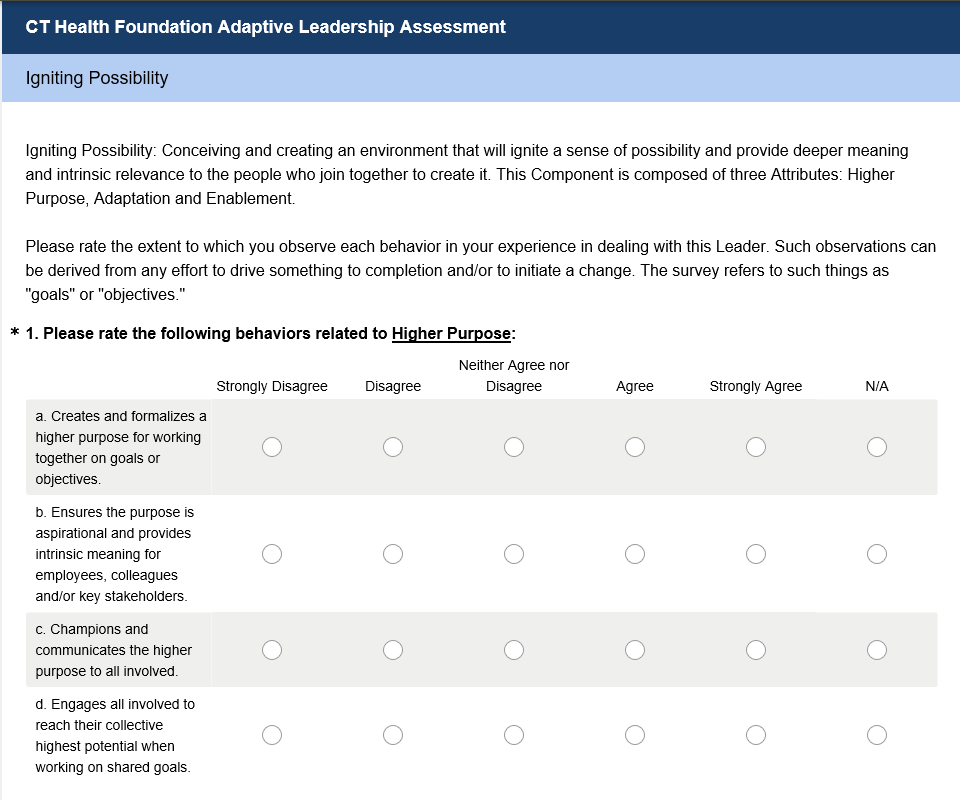 CT Health Foundation Adaptive Leadership Assessment
Igniting Possibility
Igniting Possibility: Conceiving and creating an environment that will ignite a sense of possibility and provide deeper meaning
and intrinsic relevance to the people who join together to create it. This Component is composed of three Attributes: Higher
Purpose, Adaptation and Enablement.
Please rate the extent to which you observe each behavior in your experience in dealing with this Leader. Such observations can
be derived from any effort to drive something to completion and/or to initiate a change. The survey refers to such things as
"goals" or "objectives."
* 1. Please rate the following behaviors related to Higher Purpose:
Neither Agree nor
Strongly Disagree Disagree Disagree Agree Strongly Agree N/A
a. Creates and formalizes a
higher purpose for working
together on goals or
objectives.
b. Ensures the purpose is
aspirational and provides
intrinsic meaning for
employees, colleagues
and/or key stakeholders.
c. Champions and
communicates the higher
purpose to all involved.
d. Engages all involved to
reach their collective
highest potential when
working on shared goals.